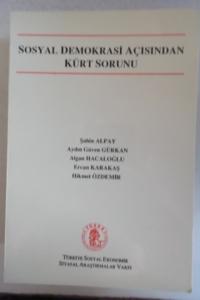 SOSYAL DEMOKRASİ AÇISINDAN
KÜRT SORUNU
Şahin ALPAY
Aydın Güven GÜRKAN
Algan HACALOĞLU
Ercan KARAKAŞ
Hikmet ÖZDEMİR
TÜRKİYE SOSYAL EKONOMİK
SİYASAL ARAŞTIRMALAR VAKFI